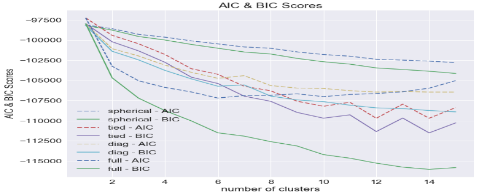 AIC & BIC Scores
AIC & BIC Scores
−97500
−100000
−102500
−105000
−107500
−110000
−112500
−115000
spherical - AIC
spherical - BIC
tied - AIC
tied - BIC
diag - AIC
diag - BIC
full - AIC
full - BIC
2 4 6 8 10 12 14
number of clusters